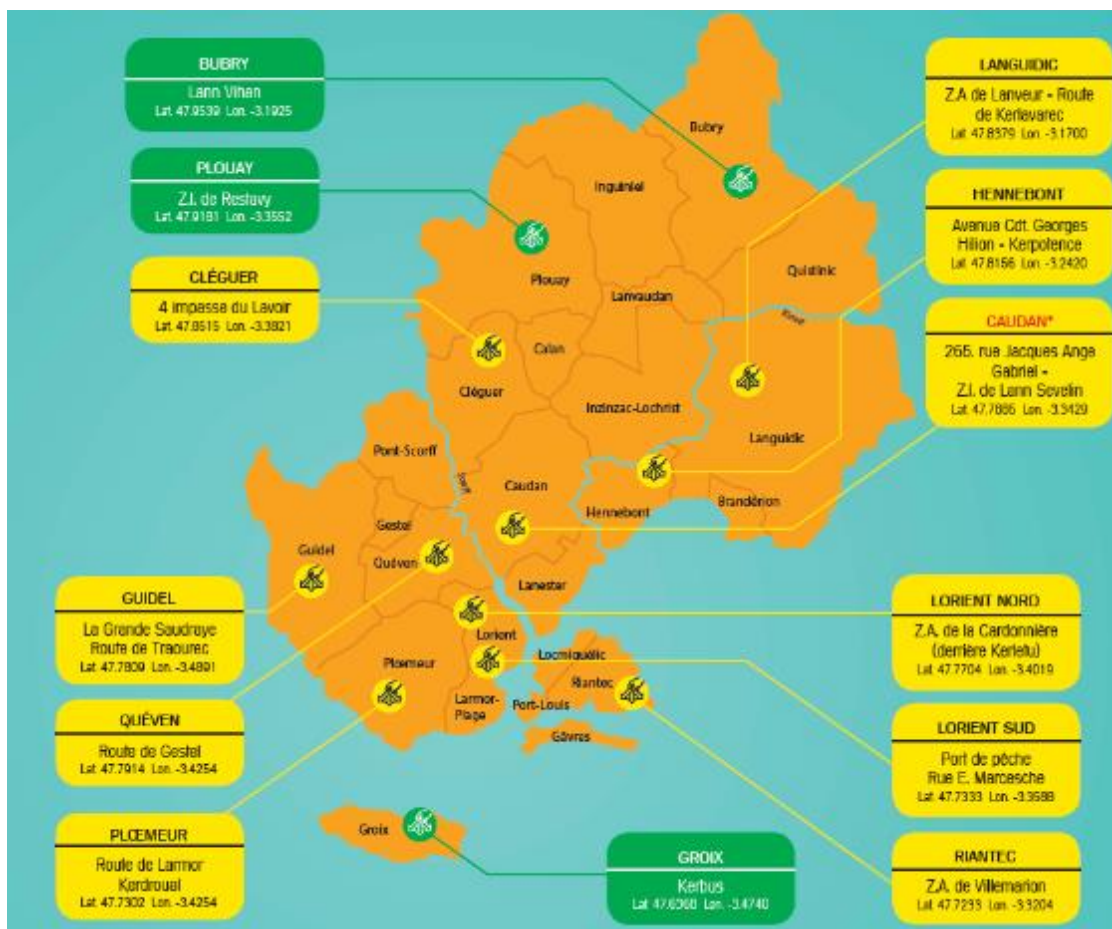 BUBRY
Lann Vihan
Lat. 47.9539 Lon. -3.1925
PLOUAY
Z.I. de Restavy
Lat. 47.9181 Lon. -3.3552
CLÉGUER
4 impasse du Lavoir
Lat. 47.8515 Lon. -3.3821
GUIDEL
La Grande Saudraye
Route de Traourec
Lat. 47.7809 Lon. -3.4891
QUÉVEN
Route de Gestel
Lat. 47.7914 Lon. -3.4254
PLŒMEUR
Route de Larmor
Kerdroual
Lat. 47.7302 Lon. -3.4254
LANGUIDIC
Z.A de Lanveur - Route
de Kerlavarec
Lat. 47.8379 Lon. -3.1700
HENNEBONT
Avenue Cdt. Georges
Hilion - Kerpotence
Lat. 47.8156 Lon. -3.2420
CAUDAN*
265, rue Jacques Ange
Gabriel -
Z.I. de Lann Sevelin
Lat. 47.7885 Lon. -3.3429
LORIENT NORD
Z.A. de la Cardonnière
(derrière Kerletu)
Lat. 47.7704 Lon. -3.4019
LORIENT SUD
Port de pêche
Rue E. Marcesche
Lat. 47.7333 Lon. -3.3588
RIANTEC
Z.A. de Villemarion
Lat. 47.7233 Lon. -3.3204
GROIX
Kerbus
Lat. 47.6368 Lon. -3.4740
Bubry
Inguiniel
Quistinic
Plouay
Lanvaudan
Calan
Cléguer
Inzinzac-Lochrist
Languidic
Pont-Scorff
Scorff
Caudan
Hennebont
Brandérion
Gestel
Guidel
Quéven
Lanester
Lorient
Locmiquélic
Plœmeur
Riantec
Larmor-
Plage
Port-Louis
Gâvres
Groix